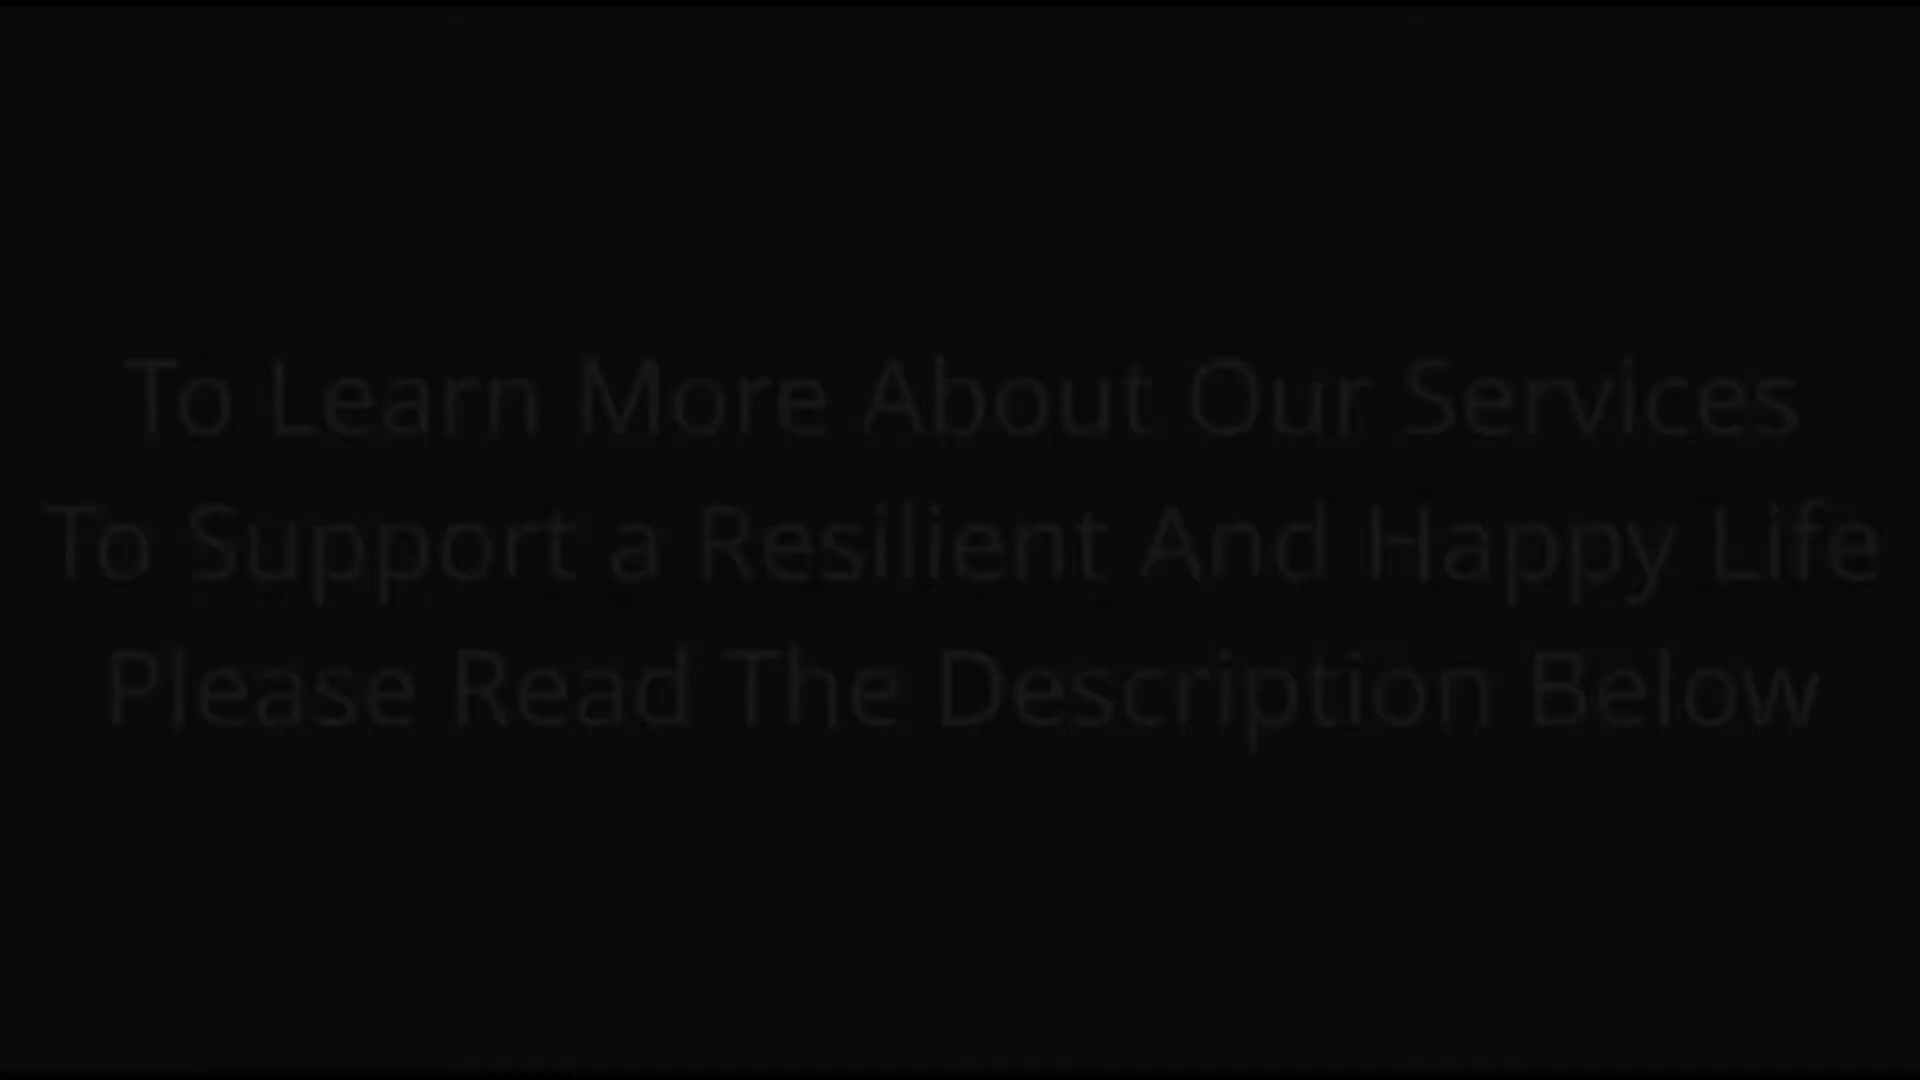 To Learn More About Our Services
To Support a Resilient And Happy Life
Please Read The Description Below